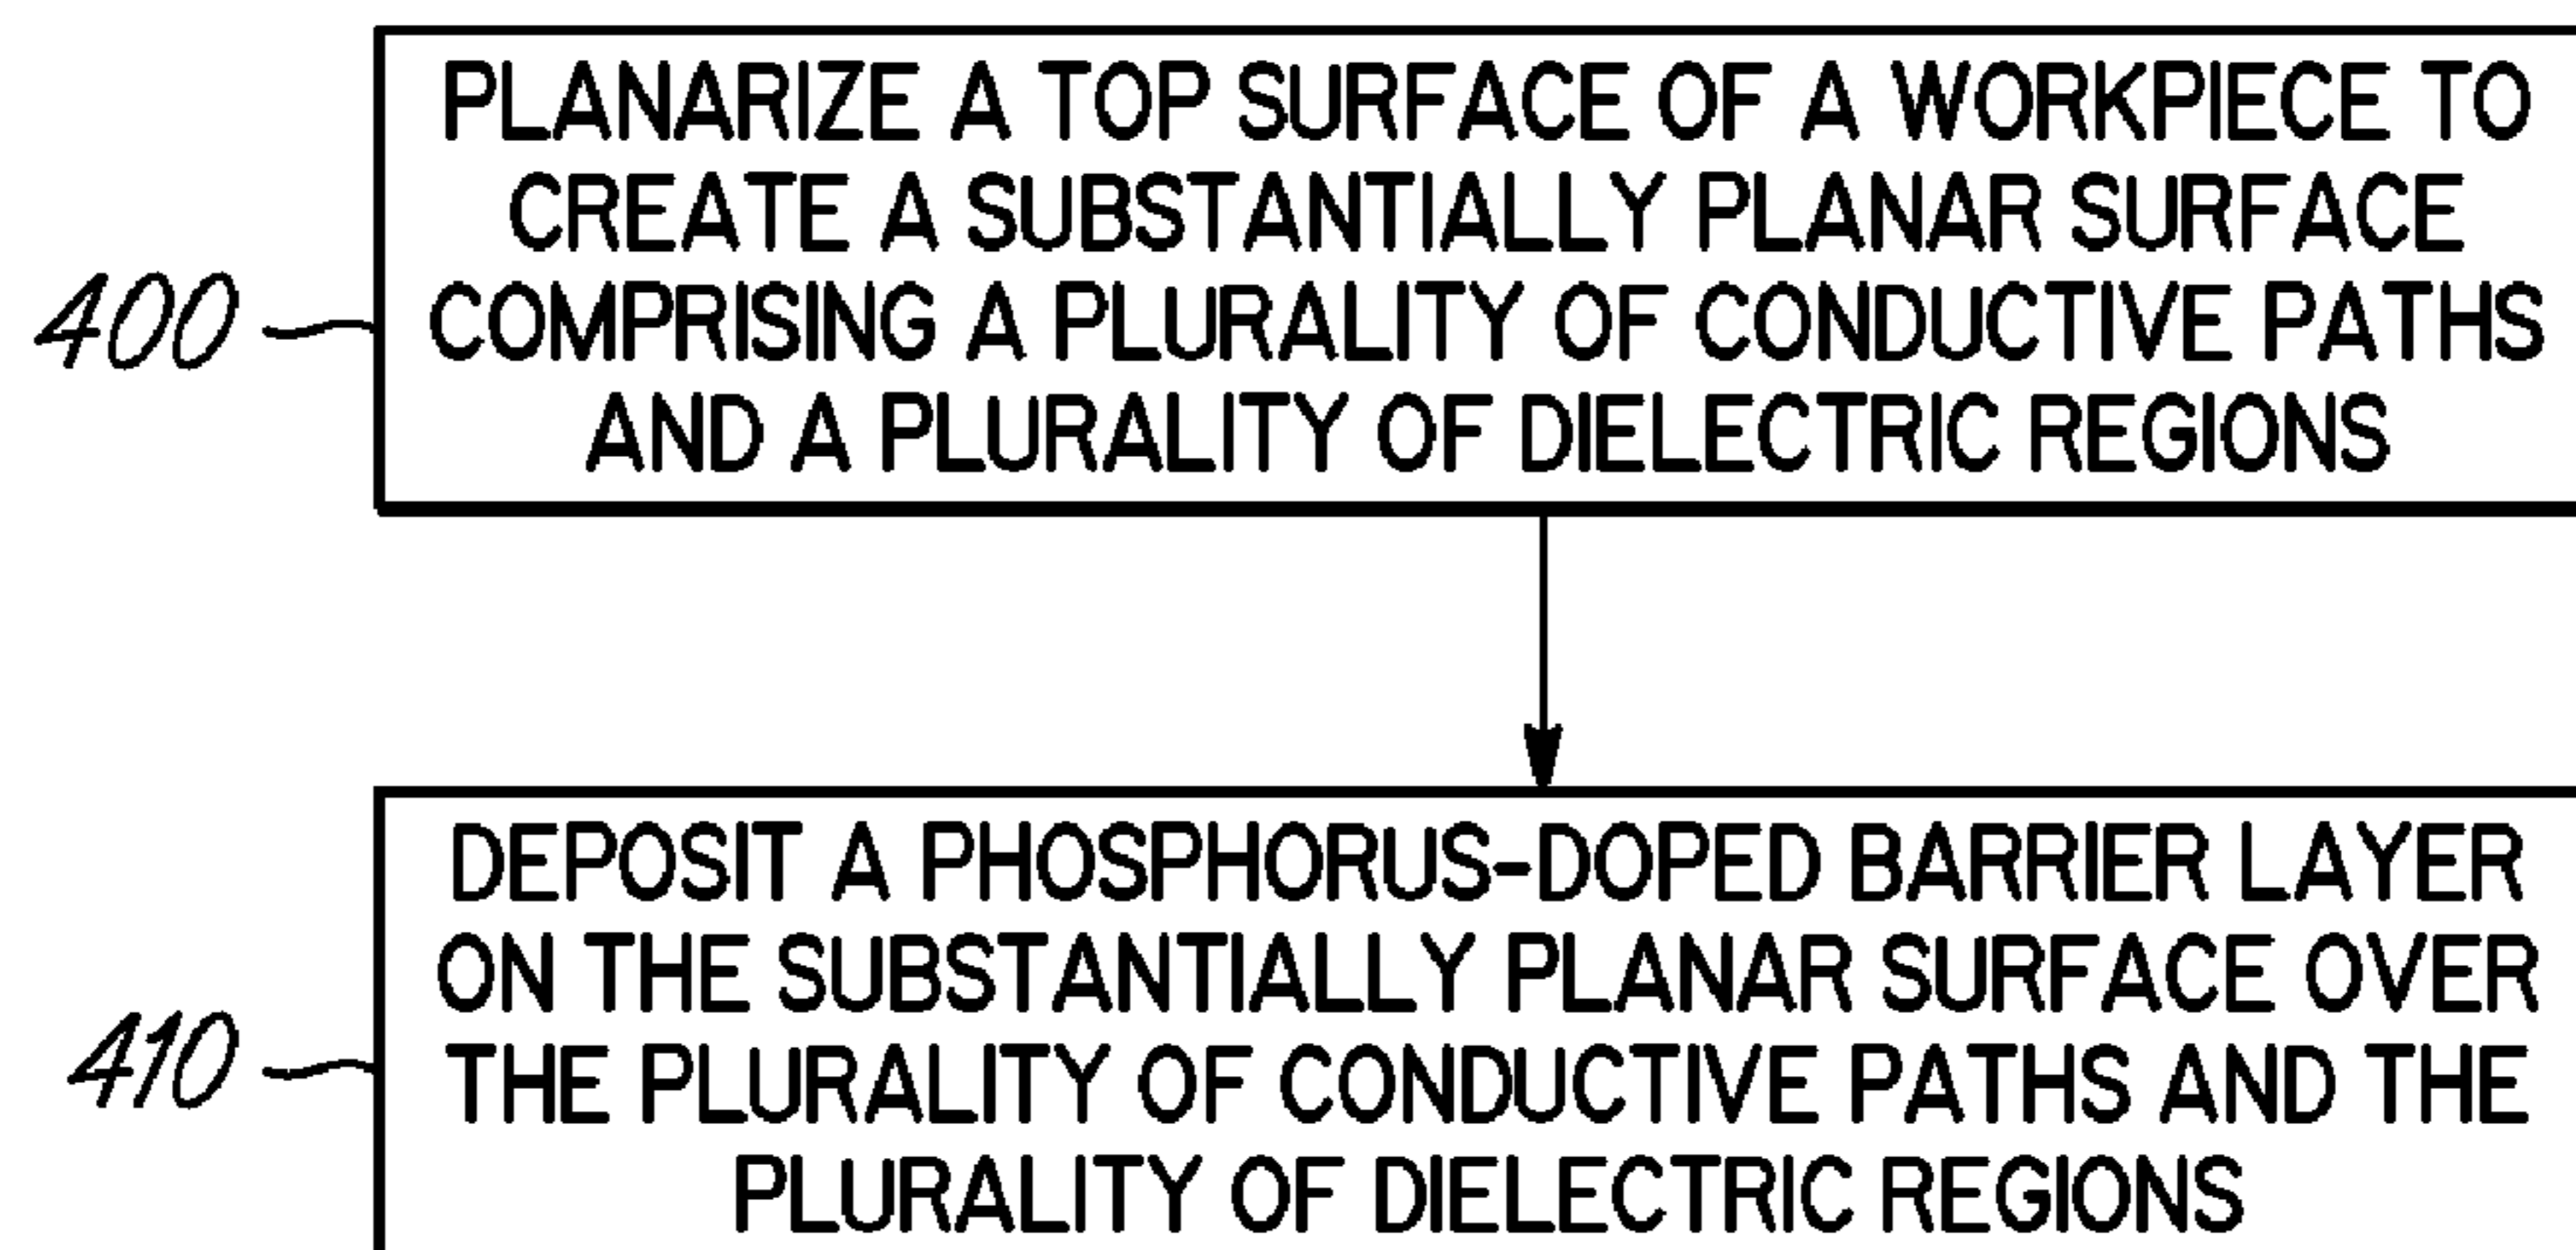 PLANARIZE A TOP SURFACE OF A WORKPIECE TO
CREATE A SUBSTANTIALLY PLANAR SURFACE
400
COMPRISING A PLURALITY OF CONDUCTIVE PATHS
AND A PLURALITY OF DIELECTRIC REGIONS
DEPOSIT A PHOSPHORUS-DOPED BARRIER LAYER
ON THE SUBSTANTIALLY PLANAR SURFACE OVER
410
THE PLURALITY OF CONDUCTIVE PATHS AND THE
PLURALITY OF DIELECTRIC REGIONS